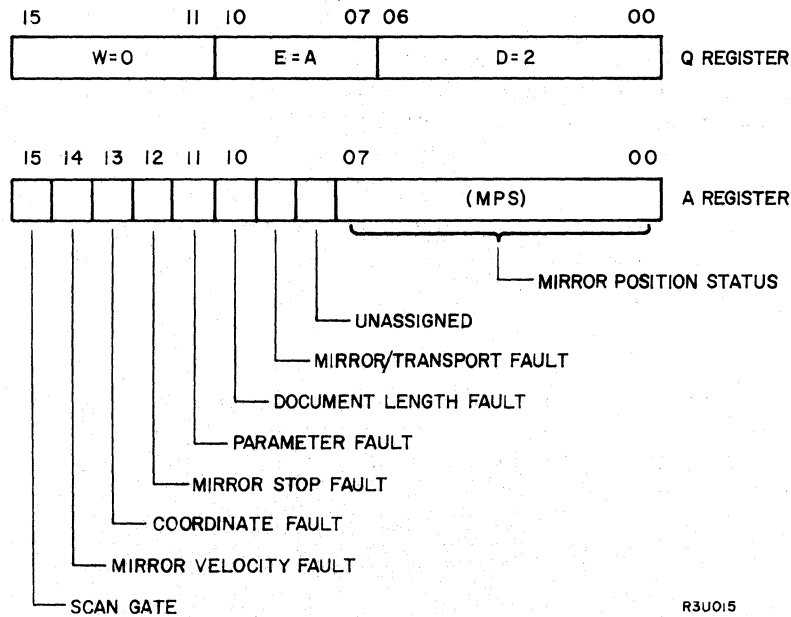 15 11 10 07 06 00
W=0 E=A D=2 Q REGISTER
15 14 13 12 11 10 07 00
(MPS) A REGISTER
MIRROR POSITION STATUS
UNASSIGNED
MIRROR/TRANSPORT FAULT
DOCUMENT LENGTH FAULT
PARAMETER FAULT
MIRROR STOP FAULT
COORDINATE FAULT
MIRROR VELOCITY FAULT
SCAN GATE
R3U015